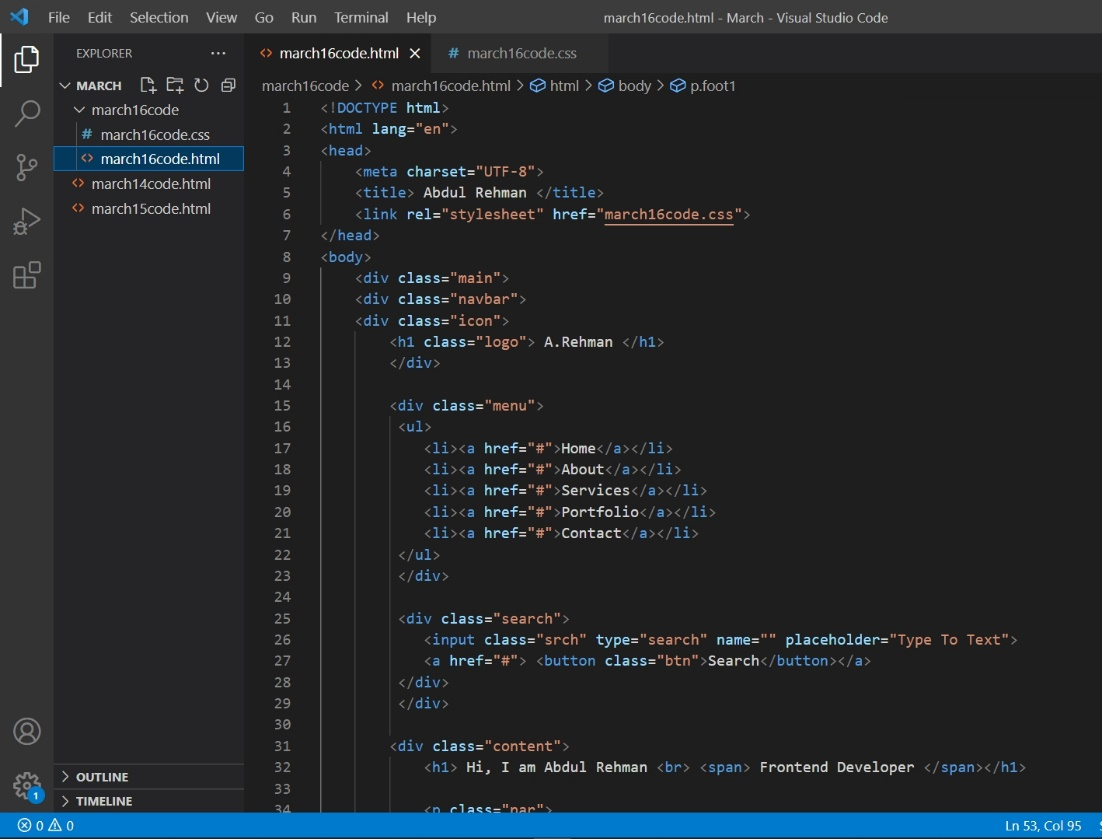 File Edit Selection View Go Run Terminal Help march16code.html - March - Visual Studio Code
EXPLORER ···
MARCH
march16code
# march16code.css
<> march16code.html
<> march14code.html
<> march15code.html
OUTLINE
TIMELINE
<> march16code.html × # march16code.css
march16code > <> march16code.html > html > body > p.foot1
1 <!DOCTYPE html>
2 <html lang="en">
3 <head>
4 <meta charset="UTF-8">
5 <title> Abdul Rehman </title>
6 <link rel="stylesheet" href="march16code.css">
7 </head>
8 <body>
9 <div class="main">
10 <div class="navbar">
11 <div class="icon">
12 <h1 class="logo"> A.Rehman </h1>
13 </div>
14
15 <div class="menu">
16 <ul>
17 <li><a href="#">Home</a></li>
18 <li><a href="#">About</a></li>
19 <li><a href="#">Services</a></li>
20 <li><a href="#">Portfolio</a></li>
21 <li><a href="#">Contact</a></li>
22 </ul>
23 </div>
24
25 <div class="search">
26 <input class="srch" type="search" name="" placeholder="Type To Text">
27 <a href="#"> <button class="btn">Search</button></a>
28 </div>
29 </div>
30
31 <div class="content">
32 <h1> Hi, I am Abdul Rehman <br> <span> Frontend Developer </span></h1>
33
34 <p class="par">
1
0 0 Ln 53, Col 95